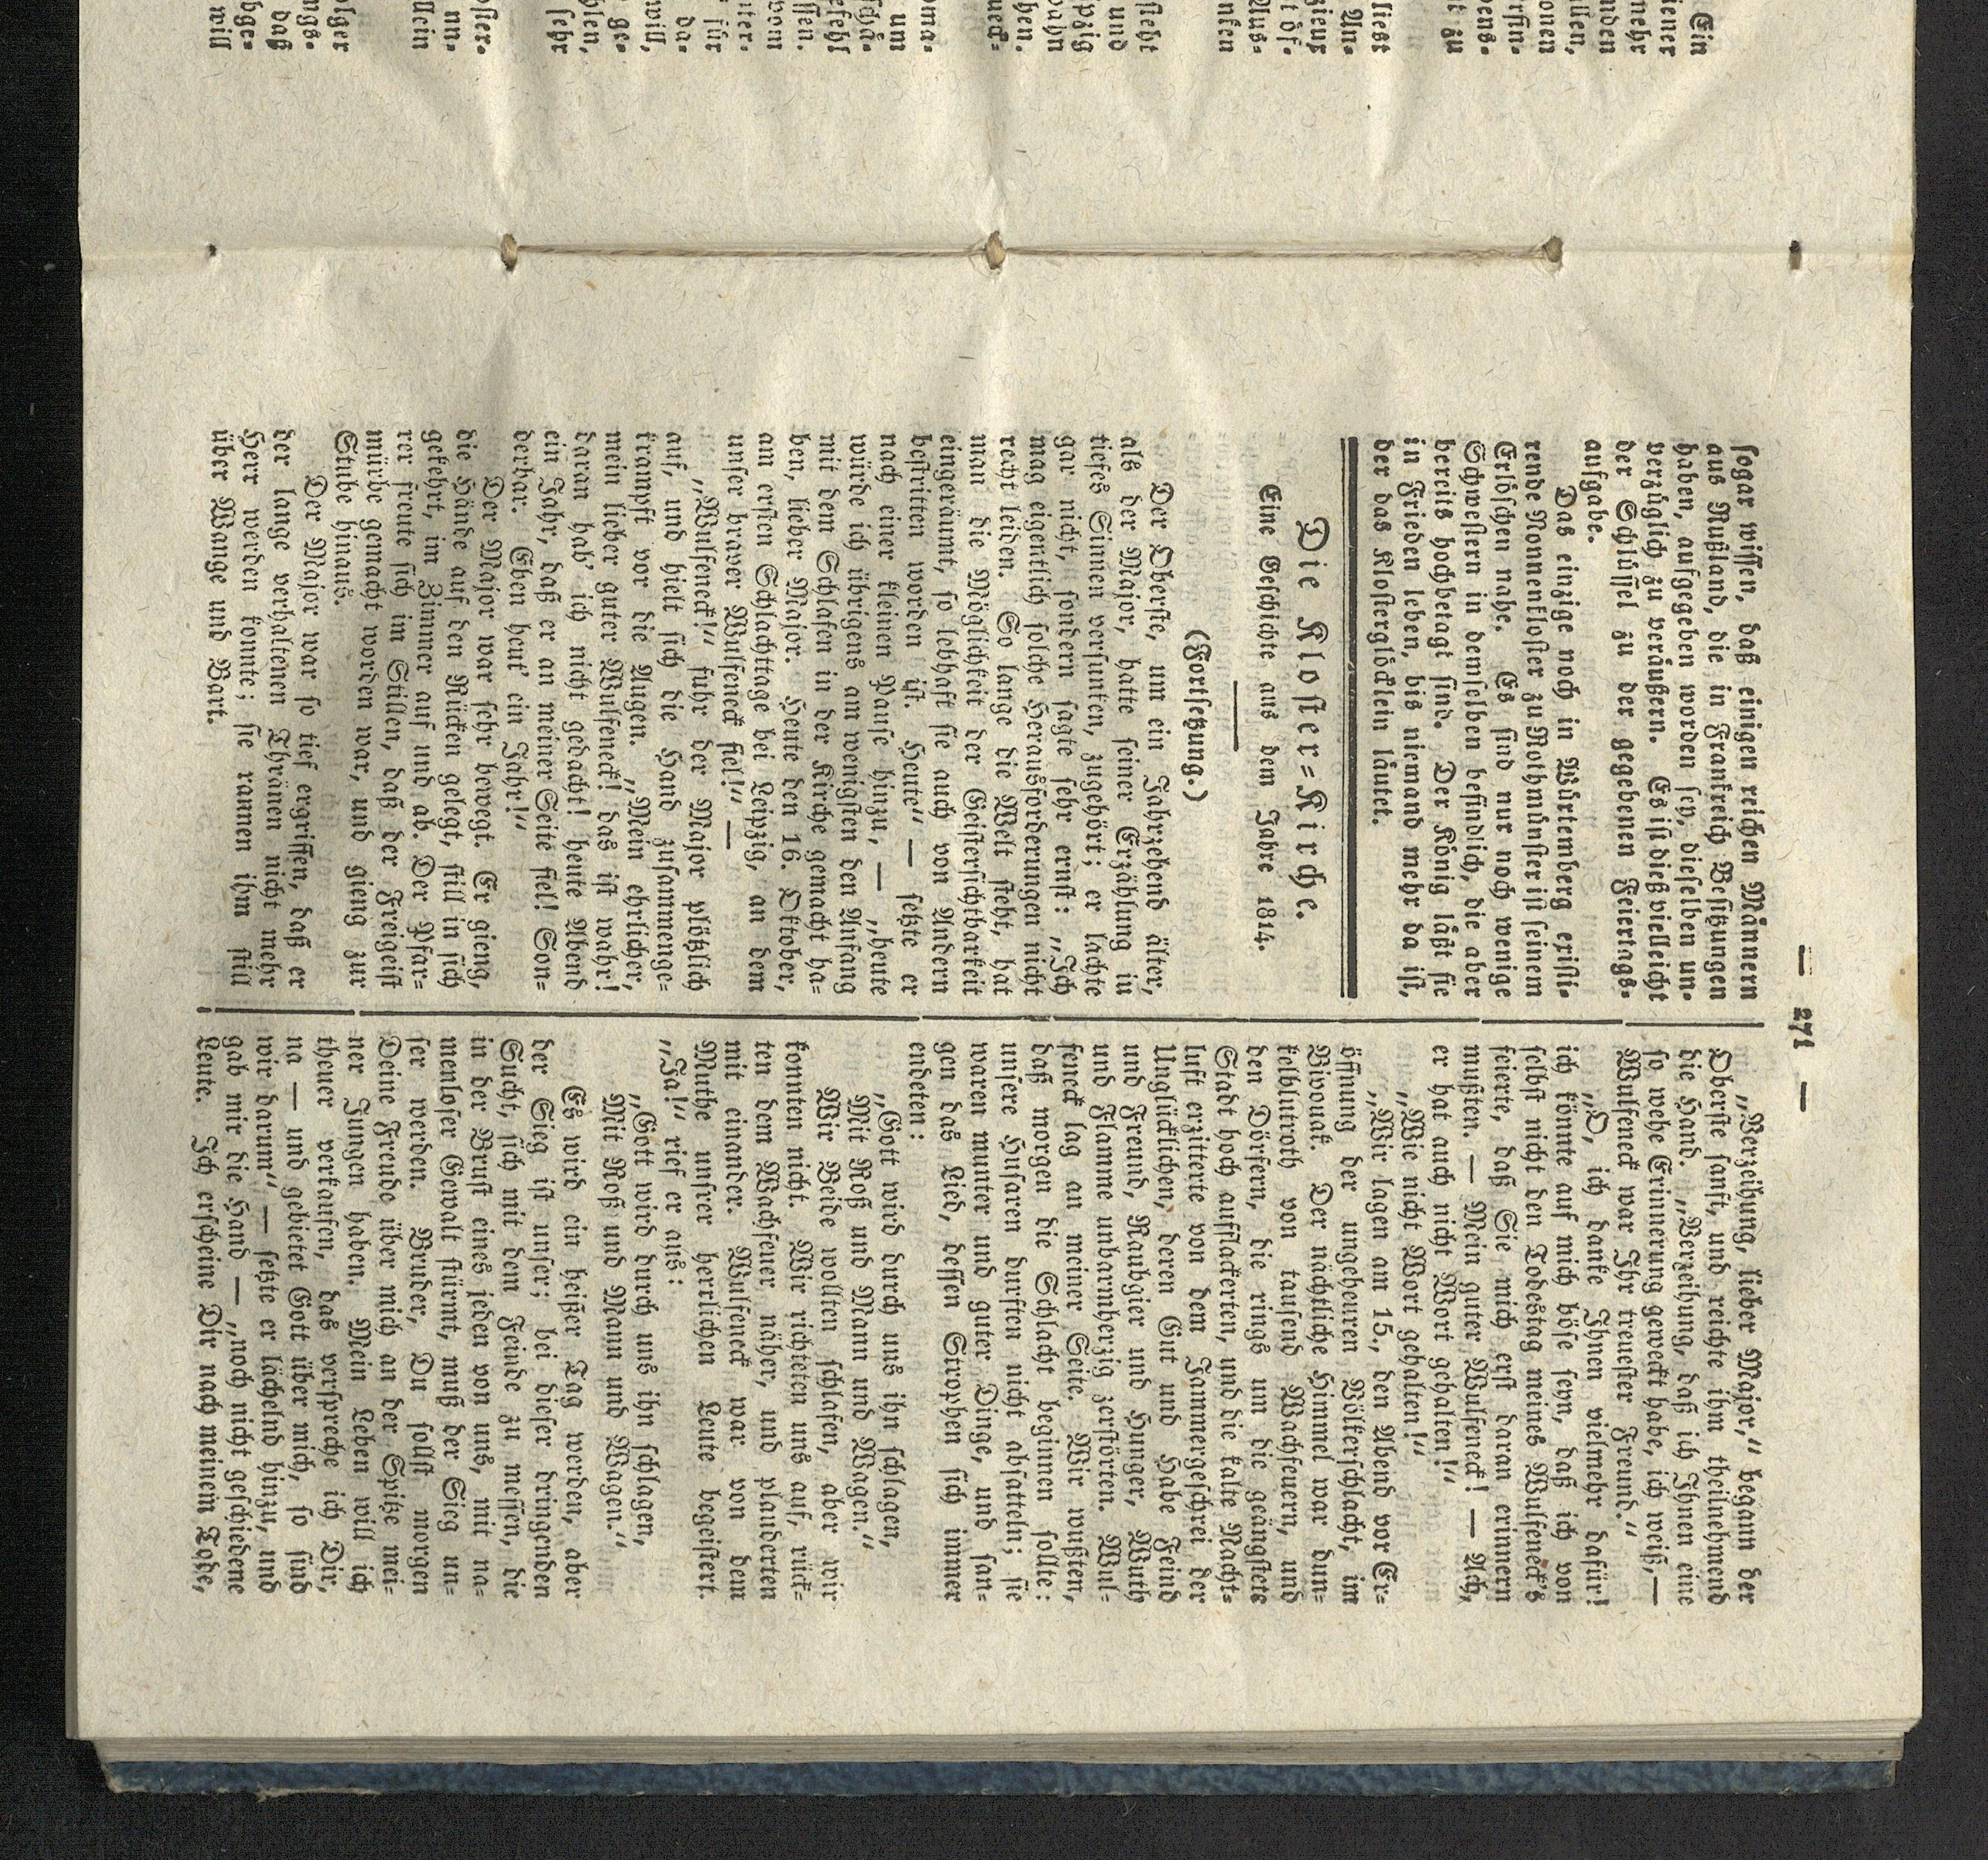 — 271 —
sogar wissen, daß einigen reichen Männern
aus Rußland, die in Frankreich Besitzungen
haben, aufgegeben worden sey, dieselben un-
verzüglich zu veräußern. Es ist dieß vielleicht
der Schlüssel zu der gegebenen Feiertags-
aufgabe.
Das einzige noch in Würtemberg existi-
rende Nonnenkloster zu Rothmünster ist seinem
Erlöschen nahe. Es sind nur noch wenige
Schwestern in demselben befindlich, die aber
bereits hochbetagt sind. Der König läßt sie
in Frieden leben, bis niemand mehr da ist,
der das Klosterglöcklein läutet.
Die Kloster-Kirche.
Eine Geschichte aus dem Jahre 1814.
(Fortsetzung.)
Der Oberste, um ein Jahrzehend älter,
als der Major, hatte seiner Erzählung in
tiefes Sinnen versunken, zugehört; er lachte
gar nicht, sondern sagte sehr ernst: „Ich
mag eigentlich solche Herausforderungen nicht
recht leiden. So lange die Welt steht, hat
man die Möglichkeit der Geistersichtbarkeit
eingeräumt, so lebhaft sie auch von Andern
bestritten worden ist. Heute“ — setzte er
nach einer kleinen Pause hinzu, — „heute
würde ich übrigens am wenigsten den Anfang
mit dem Schlafen in der Kirche gemacht ha-
ben, lieber Major. Heute den 16. Oktober,
am ersten Schlachttage bei Leipzig, an dem
unser braver Wulfeneck fiel!“ —
„Wulfeneck!“ fuhr der Major plötzlich
auf, und hielt sich die Hand zusammenge-
krampft vor die Augen. „Mein ehrlicher,
mein lieber guter Wulfeneck! das ist wahr!
daran hab' ich nicht gedacht! heute Abend
ein Jahr, daß er an meiner Seite fiel! Son-
derbar. Eben heut' ein Jahr!“
Der Major war sehr bewegt. Er gieng,
die Hände auf den Rücken gelegt, still in sich
gekehrt, im Zimmer auf und ab. Der Pfar-
rer freute sich im Stillen, daß der Freigeist
mürbe gemacht worden war, und gieng zur
Stube hinaus.
Der Major war so tief ergriffen, daß er
der lange verhaltenen Thränen nicht mehr
Herr werden konnte; sie rannen ihm still
über Wange und Bart.
„Verzeihung, lieber Major,“ begann der
Oberste sanft, und reichte ihm theilnehmend
die Hand. „Verzeihung, daß ich Ihnen eine
so wehe Erinnerung geweckt habe, ich weiß, —
Wulfeneck war Ihr treuester Freund.“
„O, ich danke Ihnen vielmehr dafür!
ich könnte auf mich böse seyn, daß ich von
selbst nicht den Todestag meines Wulfeneck's
feierte, daß Sie mich erst daran erinnern
mußten. — Mein guter Wulfeneck! — Ach,
er hat auch nicht Wort gehalten!“
„Wie nicht Wort gehalten!“
„Wir lagen am 15., den Abend vor Er-
öffnung der ungeheuren Völkerschlacht, im
Bivouak. Der nächtliche Himmel war dun-
kelblutroth von tausend Wachfeuern, und
den Dörfern, die rings um die geängstete
Stadt hoch aufflackerten, und die kalte Nacht-
luft erzitterte von dem Jammergeschrei der
Unglücklichen, deren Gut und Habe Feind
und Freund, Raubgier und Hunger, Wuth
und Flamme unbarmherzig zerstörten. Wul-
feneck lag an meiner Seite. Wir wußten,
daß morgen die Schlacht beginnen sollte:
unsere Husaren durften nicht absatteln; sie
waren munter und guter Dinge, und san-
gen das Lied, dessen Strophen sich immer
endeten:
„Gott wird durch uns ihn schlagen,
Mit Roß und Mann und Wagen.“
Wir Beide wollten schlafen, aber wir
konnten nicht. Wir richteten uns auf, rück-
ten dem Wachfeuer näher, und plauderten
mit einander. Wulfeneck war von dem
Muthe unsrer herrlichen Leute begeistert.
„Ja!“ rief er aus:
„Gott wird durch uns ihn schlagen,
Mit Roß und Mann und Wagen.“
Es wird ein heißer Tag werden, aber
der Sieg ist unser; bei dieser dringenden
Sucht, sich mit dem Feinde zu messen, die
in der Brust eines jeden von uns, mit na-
menloser Gewalt stürmt, muß der Sieg un-
ser werden. Bruder, Du sollst morgen
Deine Freude über mich an der Spitze mei-
ner Jungen haben. Mein Leben will ich
theuer verkaufen, das verspreche ich Dir,
na — und gebietet Gott über mich, so sind
wir darum“ — setzte er lächelnd hinzu, und
gab mir die Hand — „noch nicht geschiedene
Leute. Ich erscheine Dir nach meinem Tode,